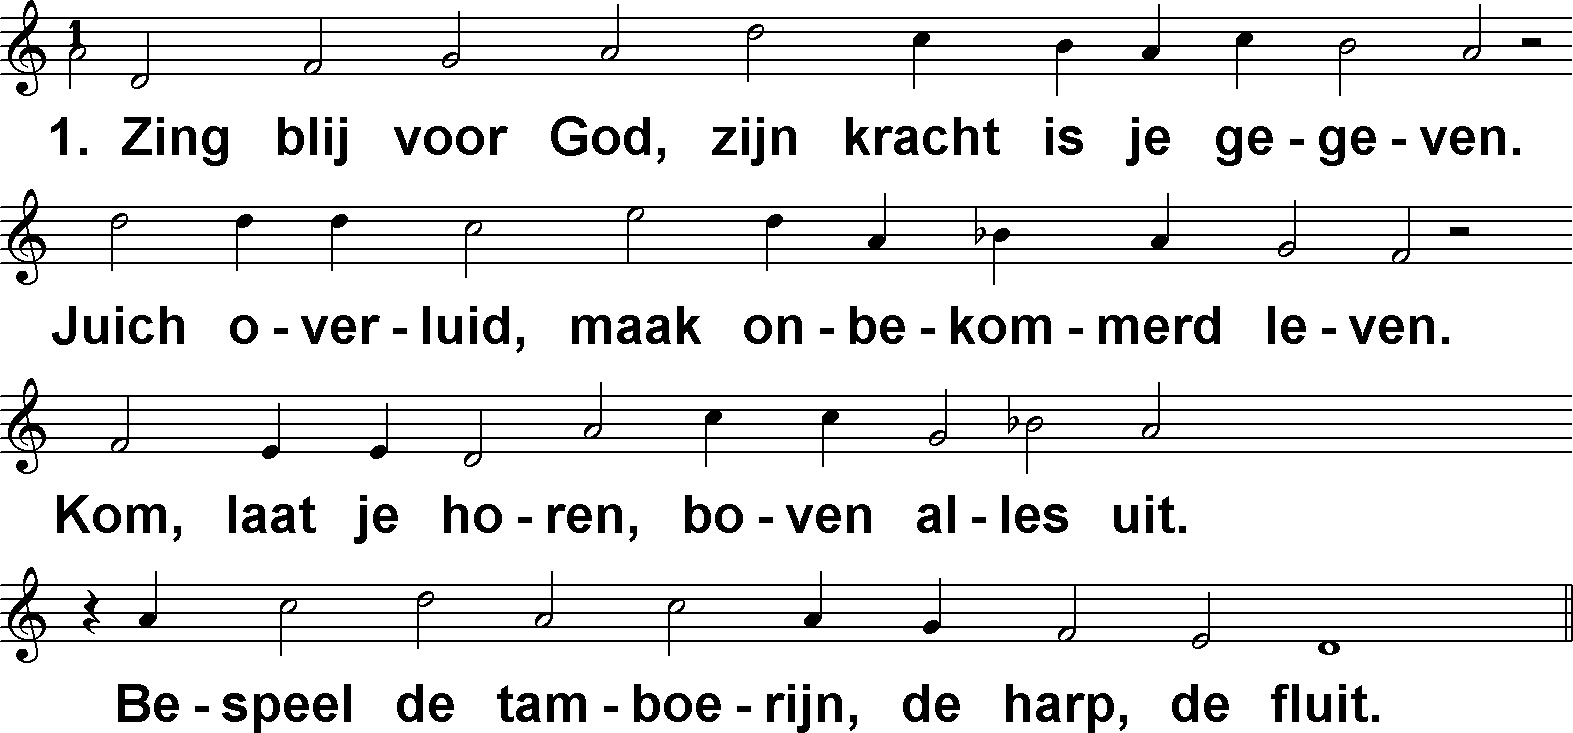 1
1. Zing blij voor God, zijn kracht is je ge - ge - ven.
Juich o - ver - luid, maak on - be - kom - merd le - ven.
Kom, laat je ho - ren, bo - ven al - les uit.
Be - speel de tam - boe - rijn, de harp, de fluit.